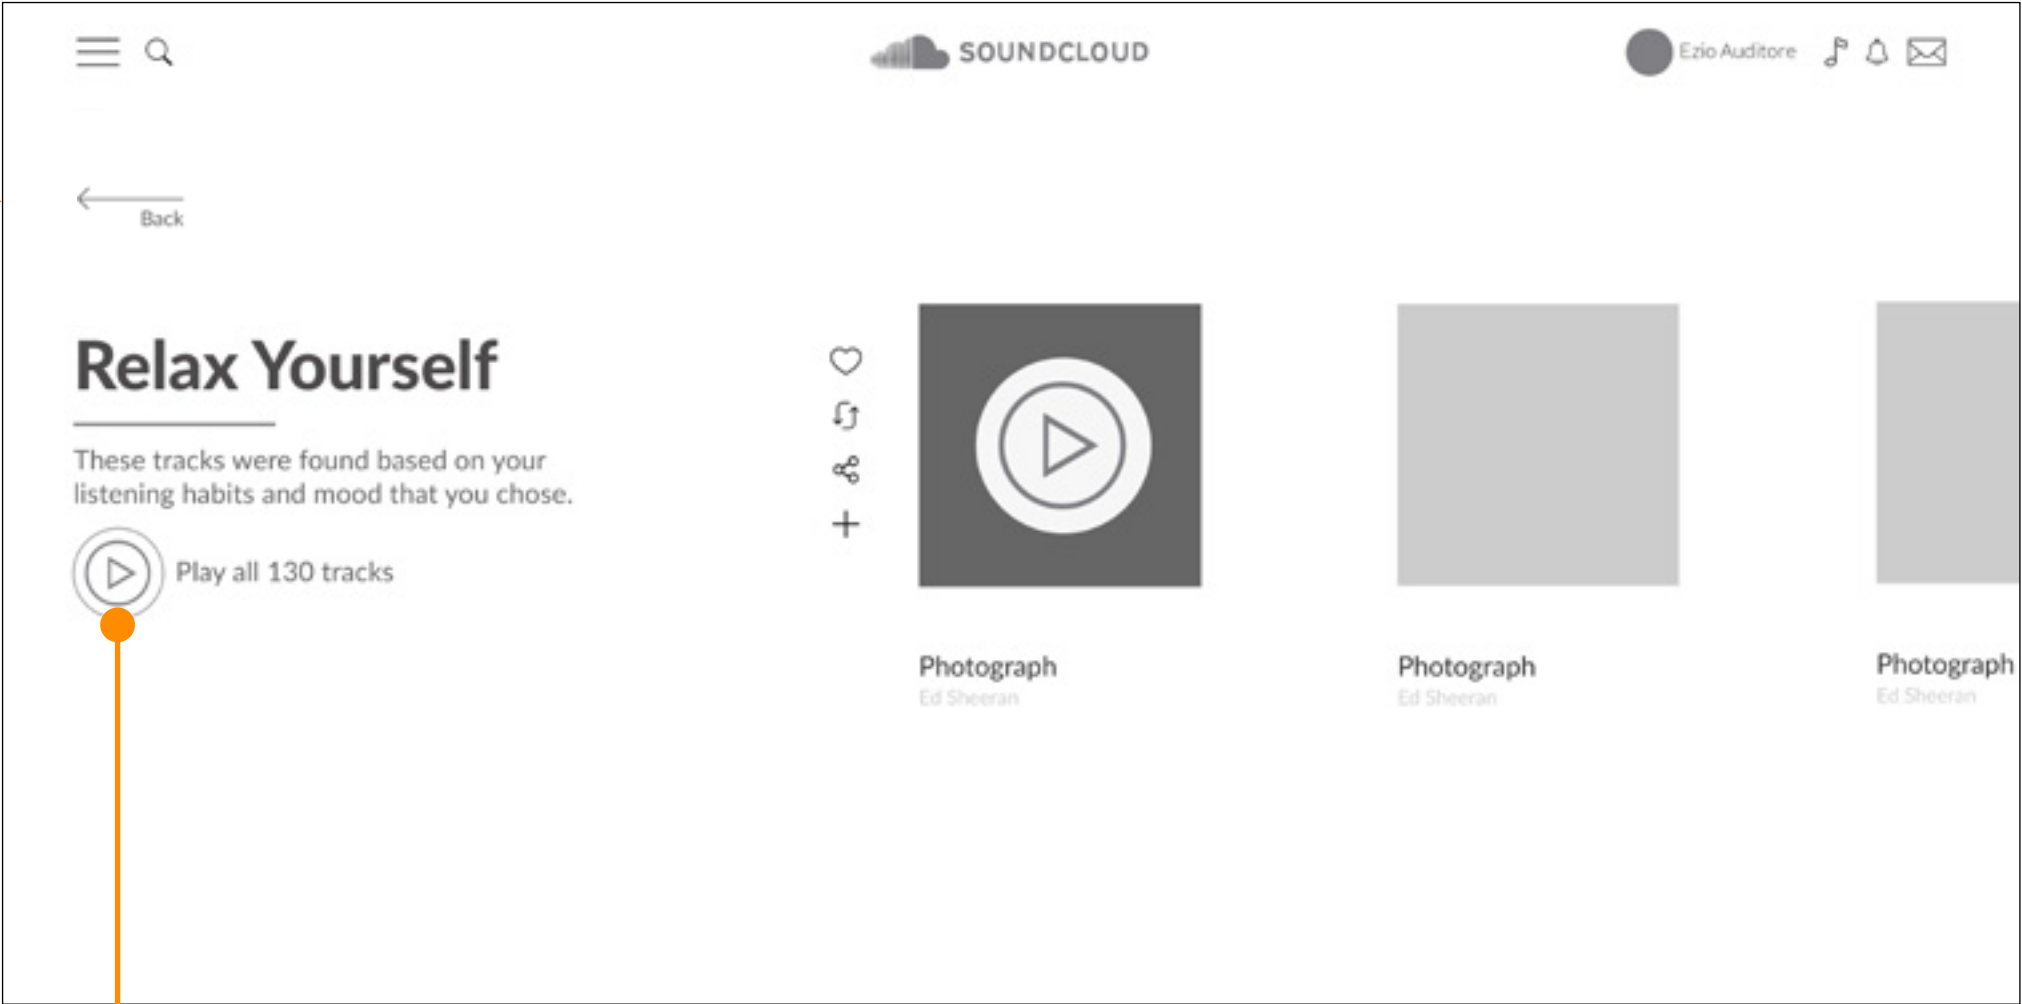 SOUNDCLOUD
Ezio Auditore
Back
Relax Yourself
These tracks were found based on your
listening habits and mood that you chose.
Play all 130 tracks
Photograph
Ed Sheeran
Photograph
Ed Sheeran
Photograph
Ed Sheeran